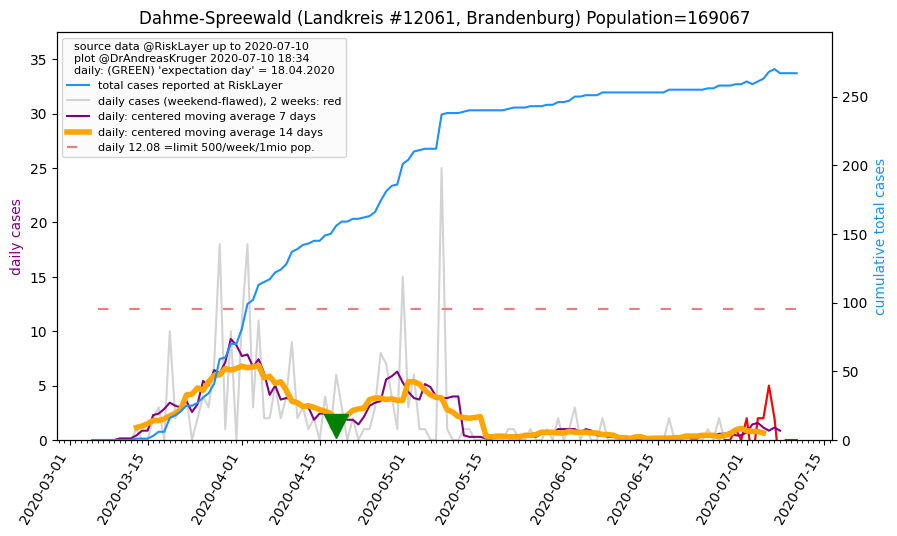 Dahme-Spreewald (Landkreis #12061, Brandenburg) Population=169067
source data @RiskLayer up to 2020-07-10
plot @DrAndreasKruger 2020-07-10 18:34
daily: (GREEN) 'expectation day' = 18.04.2020
total cases reported at RiskLayer
daily cases (weekend-flawed), 2 weeks: red
daily: centered moving average 7 days
daily: centered moving average 14 days
daily 12.08 =limit 500/week/1mio pop.
daily cases
35
30
25
20
15
10
5
0
cumulative total cases
250
200
150
100
50
0
2020-03-01
2020-03-15
2020-04-01
2020-04-15
2020-05-01
2020-05-15
2020-06-01
2020-06-15
2020-07-01
2020-07-15